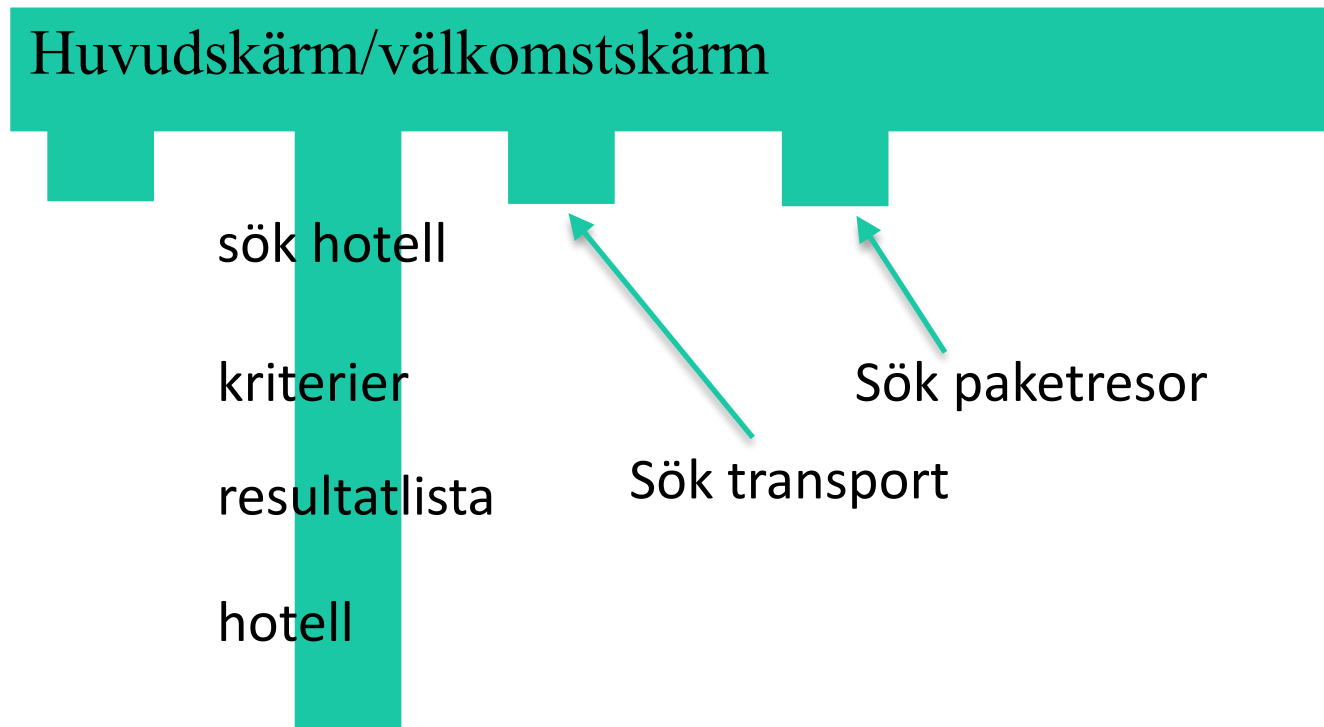 Huvudskärm/välkomstskärm
sök hotell
kriterier
resultatlista
hotell
Sök transport
Sök paketresor